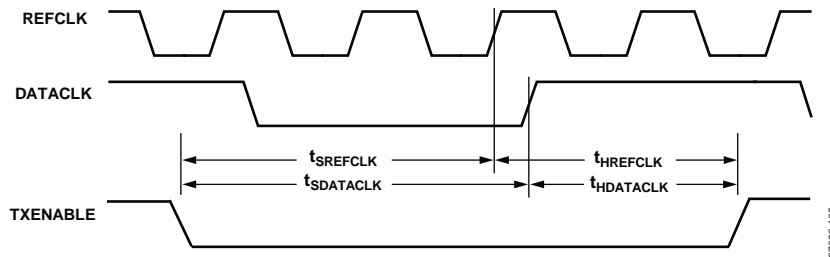 REFCLK
DATACLK
tSREFCLK tHREFCLK
tSDATACLK tHDATACLK
TXENABLE